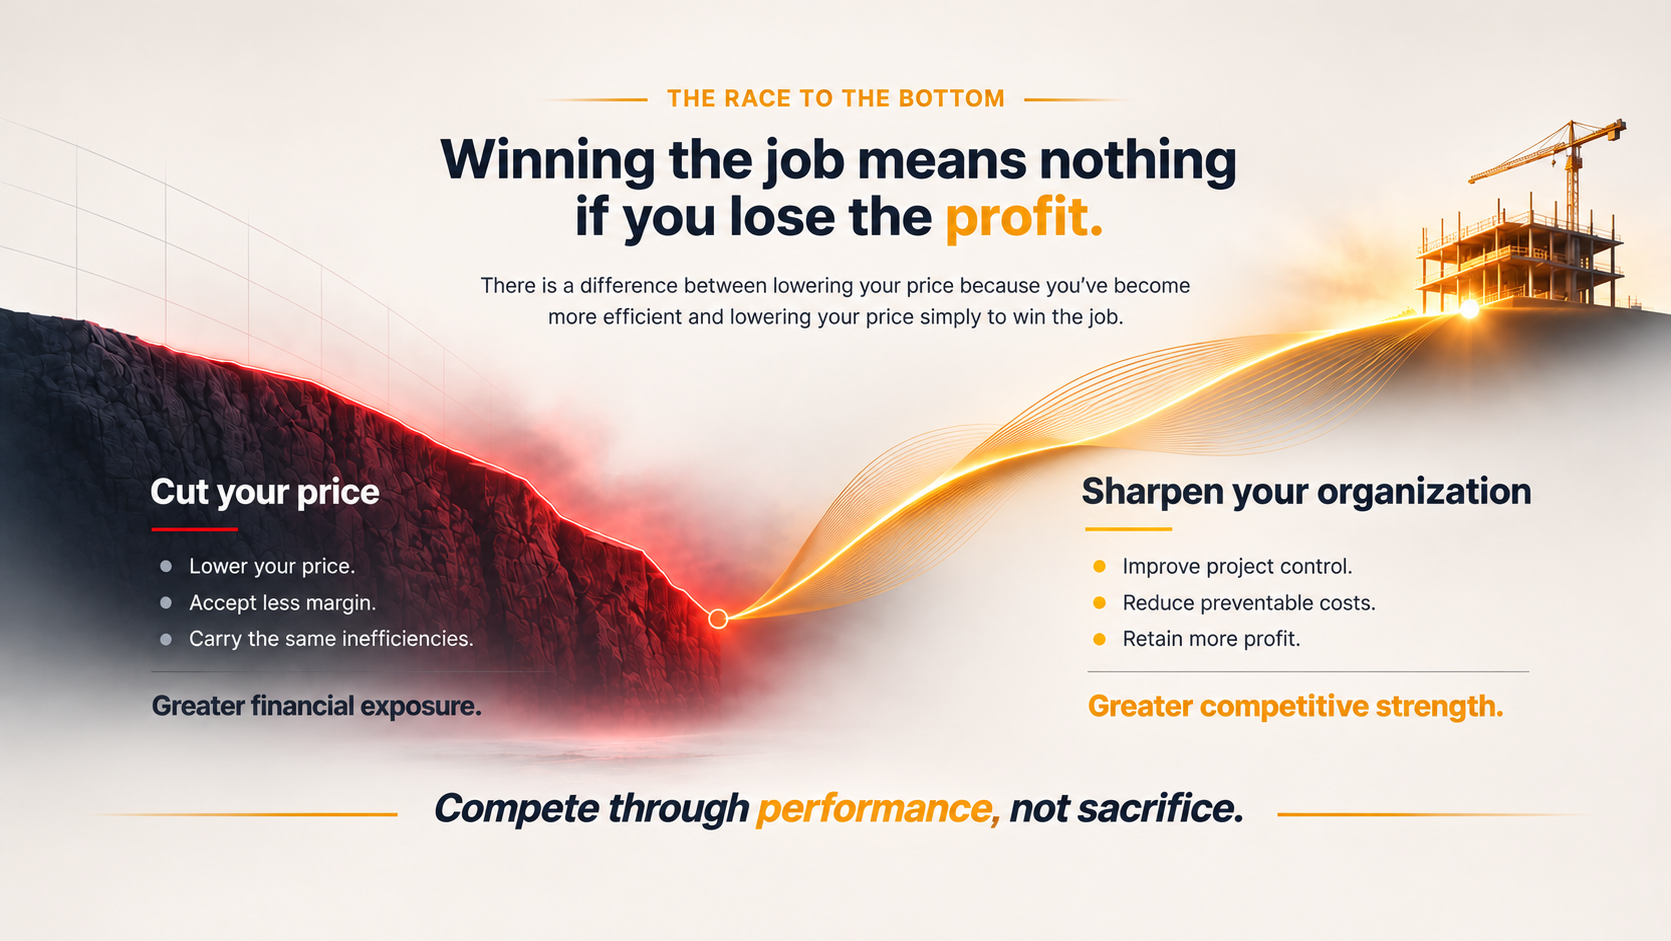 THE RACE TO THE BOTTOM
Winning the job means nothing
if you lose the profit.
There is a difference between lowering your price because you’ve become
more efficient and lowering your price simply to win the job.
Cut your price
Lower your price.
Accept less margin.
Carry the same inefficiencies.
Greater financial exposure.
Sharpen your organization
Improve project control.
Reduce preventable costs.
Retain more profit.
Greater competitive strength.
Compete through performance, not sacrifice.